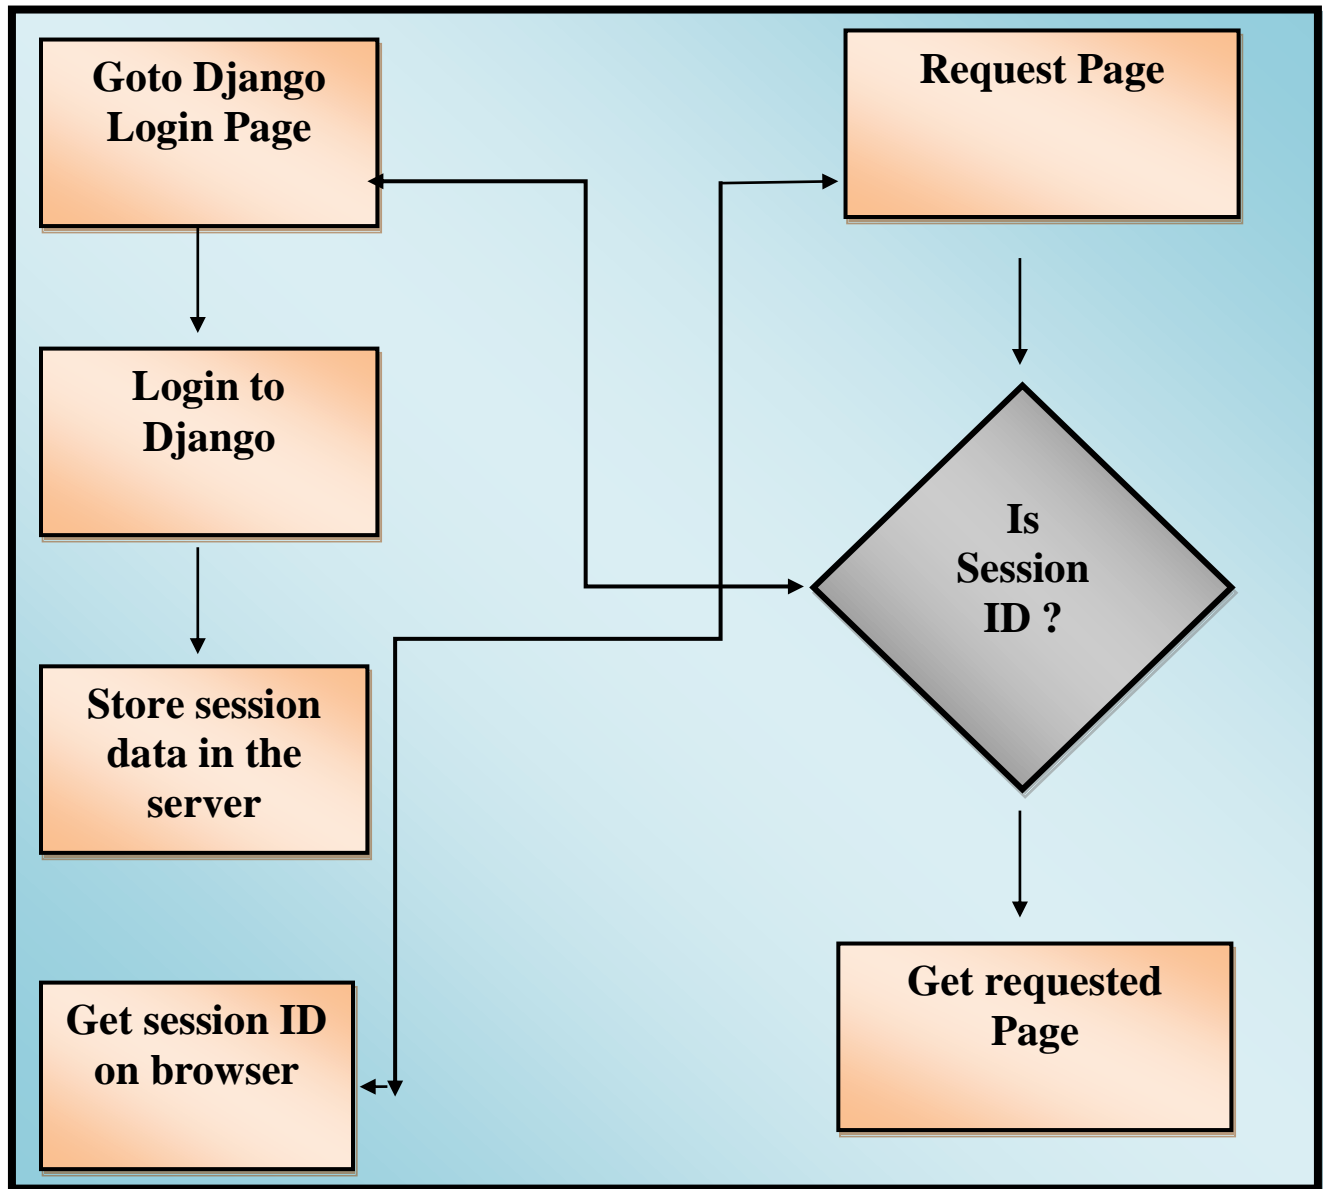 Goto Django
Login Page
Login to
Django
Store session
data in the
server
Get session ID
on browser
Request Page
Is
Session
ID ?
Get requested
Page